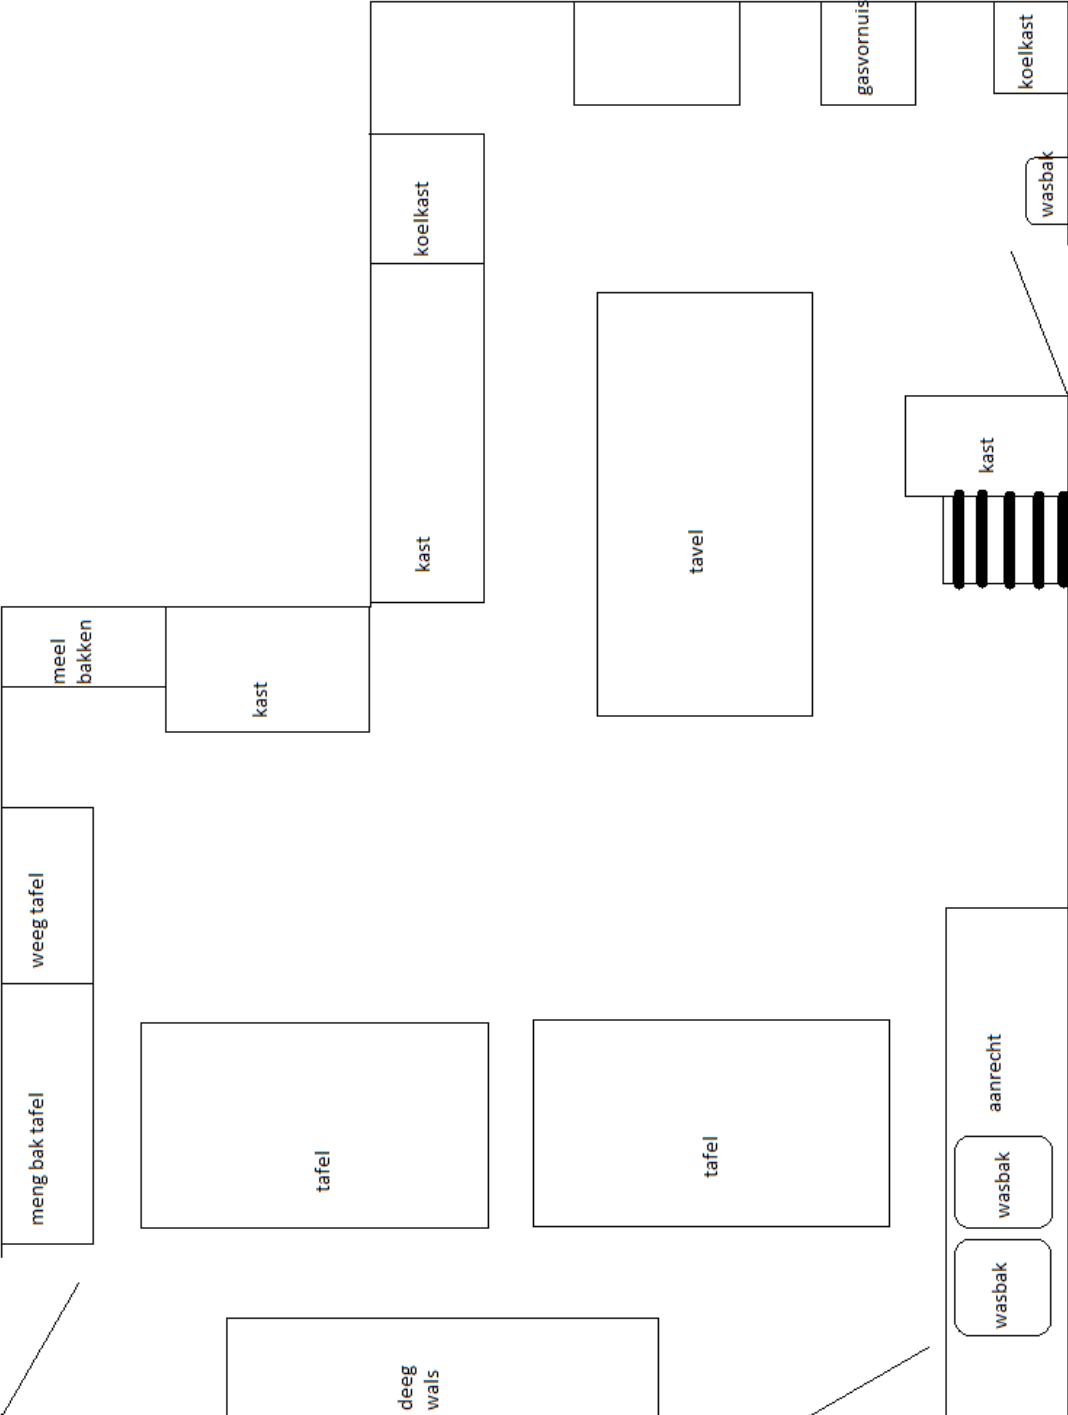 gasvornuis
koelkast
wasbak
koelkast
kast
tavel
kast
meel
bakken
kast
weeg tafel
meng bak tafel
tafel
tafel
aanrecht
wasbak
wasbak
deeg
wals